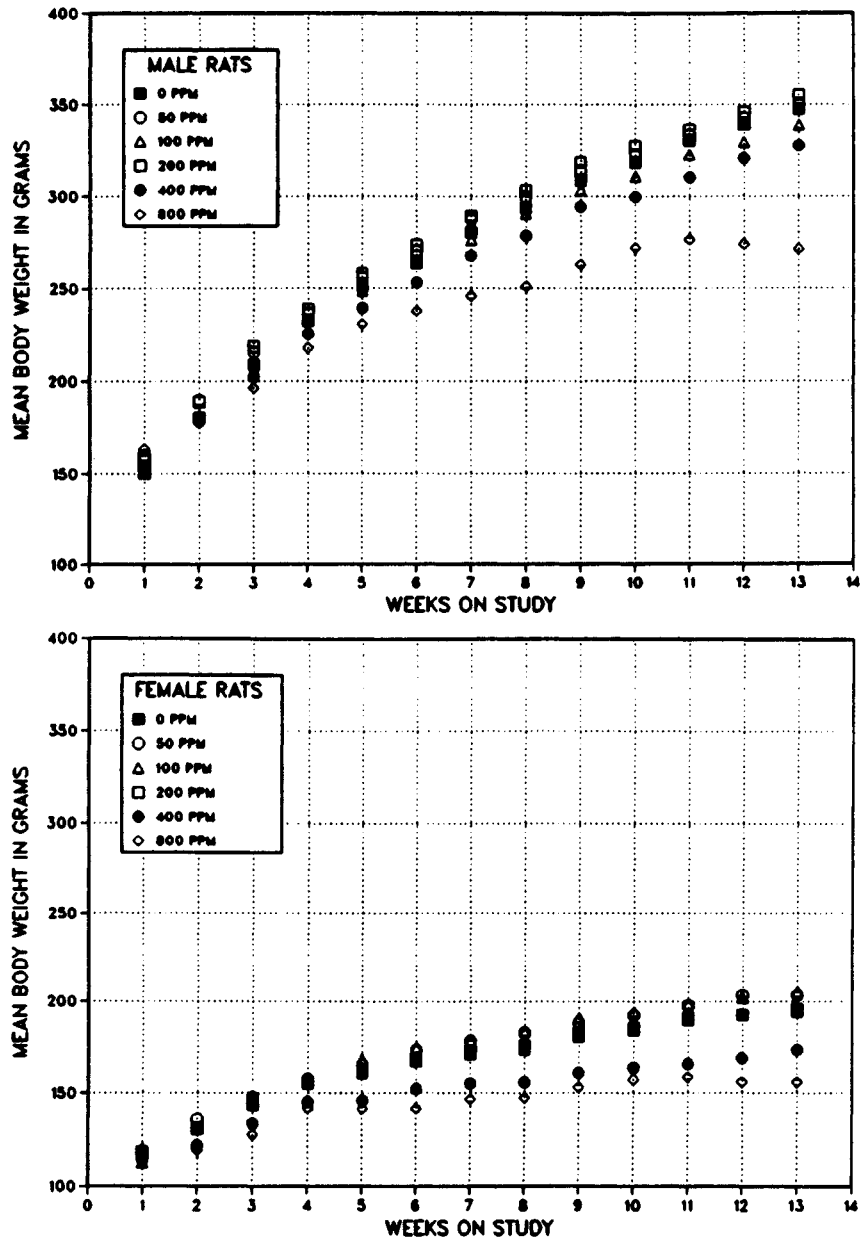 400
350
300
250
200
150
100
MEAN BODY WEIGHT IN GRAMS
MALE RATS
0 PPM
50 PPM
100 PPM
200 PPM
400 PPM
800 PPM
0 1 2 3 4 5 6 7 8 9 10 11 12 13 14
WEEKS ON STUDY
400
350
300
250
200
150
100
MEAN BODY WEIGHT IN GRAMS
FEMALE RATS
0 PPM
50 PPM
100 PPM
200 PPM
400 PPM
800 PPM
0 1 2 3 4 5 6 7 8 9 10 11 12 13 14
WEEKS ON STUDY